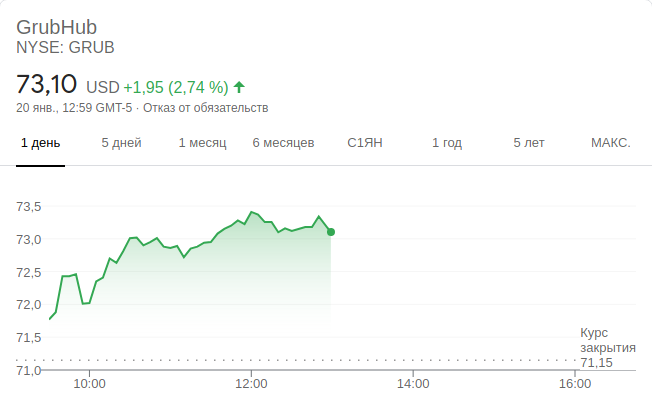 GrubHub
NYSE: GRUB
73,10 USD +1,95 (2,74 %)
20 янв., 12:59 GMT-5 · Отказ от обязательств
1 день 5 дней 1 месяц 6 месяцев С1ЯН 1 год 5 лет МАКС.
73,5
73,0
72,5
72,0
71,5
Курс
закрытия
71,15
71,0
10:00 12:00 14:00 16:00